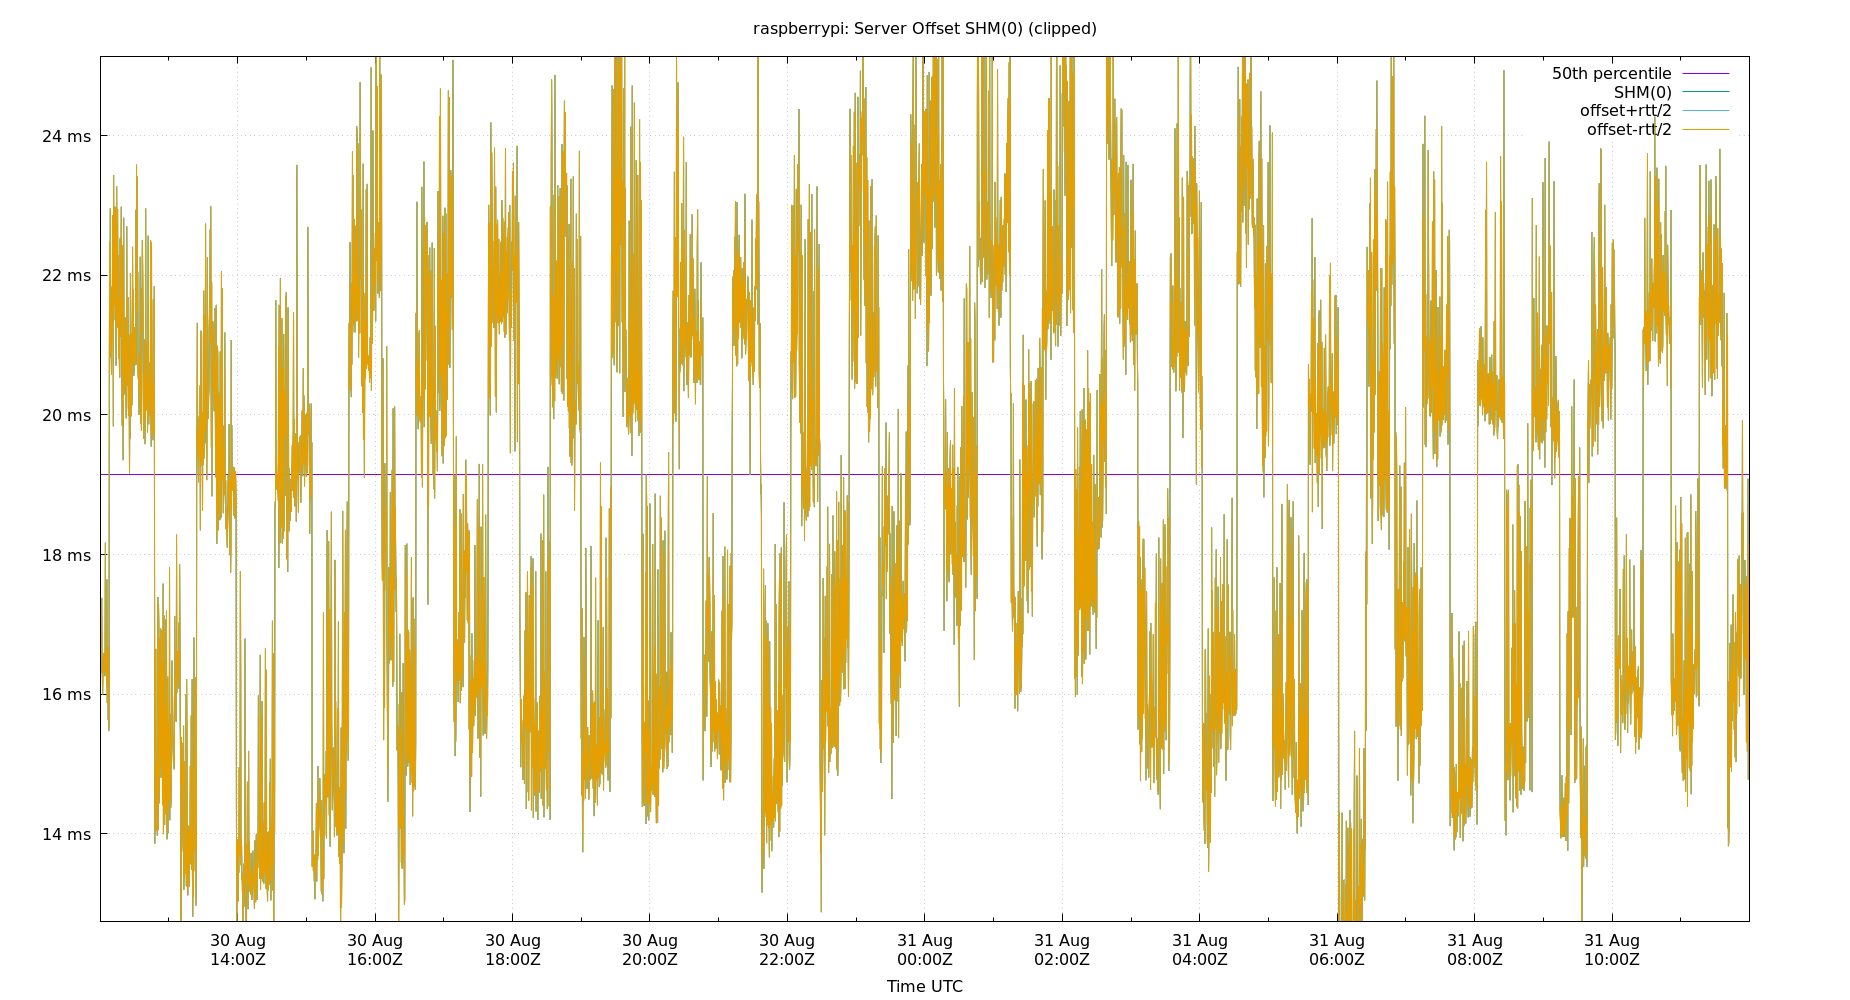 raspberrypi: Server Offset SHM(0) (clipped)
50th percentile
SHM(0)
offset+rtt/2
offset-rtt/2
24 ms
22 ms
20 ms
18 ms
16 ms
14 ms
30 Aug 30 Aug 30 Aug 30 Aug 30 Aug 31 Aug 31 Aug 31 Aug 31 Aug 31 Aug 31 Aug
14:00Z 16:00Z 18:00Z 20:00Z 22:00Z 00:00Z 02:00Z 04:00Z 06:00Z 08:00Z 10:00Z
Time UTC